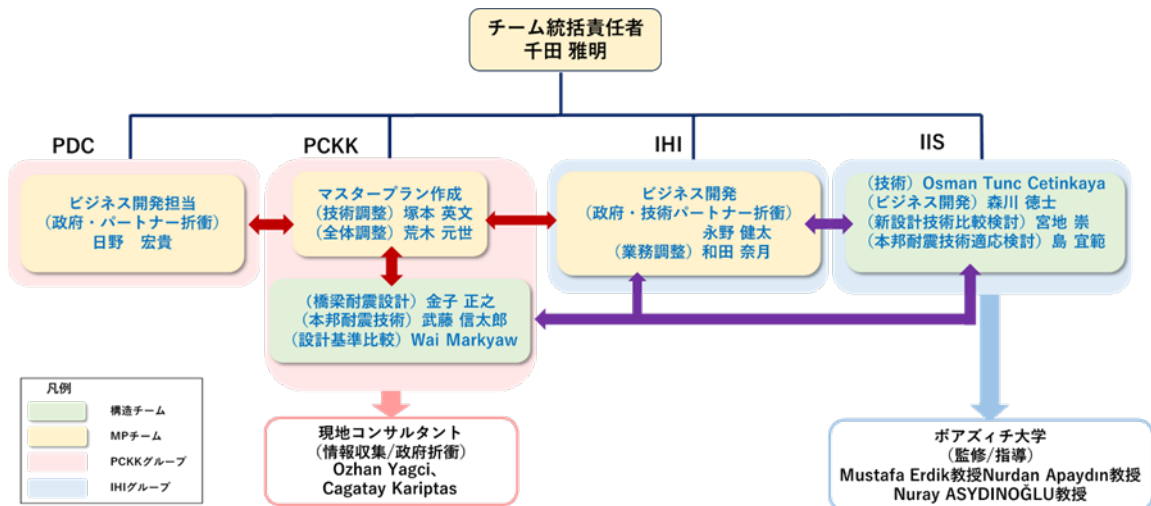 チーム統括責任者
千田 雅明
PDC
PCKK
IHI
IIS
ビジネス開発担当
(政府・パートナー折衝)
日野　宏貴
マスタープラン作成
(技術調整) 塚本 英文
(全体調整) 荒木 元世
(橋梁耐震設計) 金子 正之
(本邦耐震技術) 武藤 信太郎
(設計基準比較) Wai Markyaw
ビジネス開発
(政府・技術パートナー折衝)
永野 健太
(業務調整) 和田 奈月
(技術) Osman Tunc Cetinkaya
(ビジネス開発) 森川 徳士
(新設計技術比較検討) 宮地 崇
(本邦耐震技術適応検討) 島 宜範
凡例
構造チーム
MPチーム
PCKKグループ
IHIグループ
現地コンサルタント
(情報収集/政府折衝)
Ozhan Yagci、
Cagatay Kariptas
ボアズィチ大学
(監修/指導)
Mustafa Erdik教授Nurdan Apaydın教授
Nuray ASYDINOĞLU教授